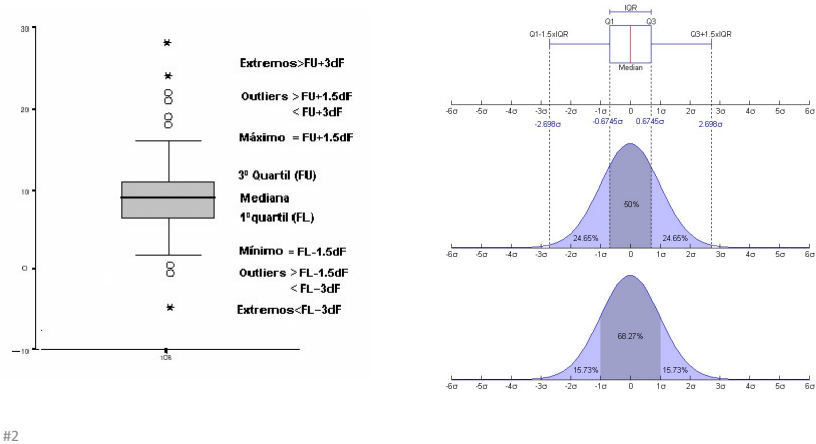 30
20
10
0
-10
Extremos>FU+3dF
Outliers >FU+1.5dF
<FU+3dF
Máximo =FU+1.5dF
3º Quartil (FU)
Mediana
1ºquartil (FL)
Mínimo =FL-1.5dF
Outliers >FL-1.5dF
<FL-3dF
Extremos<FL-3dF
IQR
Q1 Q3
Q1-1.5xIQR Q3+1.5xIQR
Median
-6σ -5σ -4σ -3σ -2σ -1σ 0 1σ 2σ 3σ 4σ 5σ 6σ
-2.698σ -0.6745σ 0.6745σ 2.698σ
50%
24.65% 24.65%
-6σ -5σ -4σ -3σ -2σ -1σ 0 1σ 2σ 3σ 4σ 5σ 6σ
68.27%
15.73% 15.73%
-6σ -5σ -4σ -3σ -2σ -1σ 0 1σ 2σ 3σ 4σ 5σ 6σ
#2